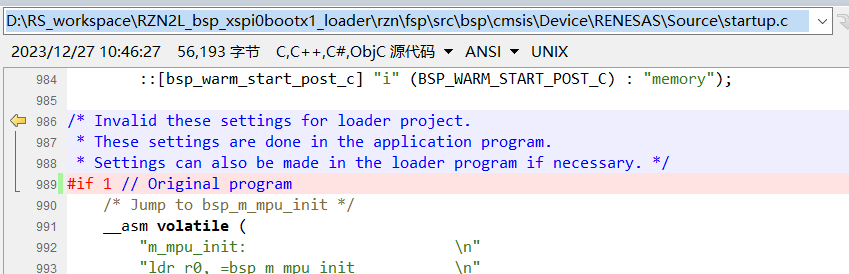 D:\RS_workspace\RZN2L_bsp_xspi0bootx1_loader\rzn\fsp\src\bsp\cmsis\Device\RENESAS\Source\startup.c
2023/12/27 10:46:27 56,193 字节 C,C++,C#,ObjC 源代码 ANSI UNIX
984 ::[bsp_warm_start_post_c] "i" (BSP_WARM_START_POST_C) : "memory");
985
986 /* Invalid these settings for loader project.
987 * These settings are done in the application program.
988 * Settings can also be made in the loader program if necessary. */
989 #if 1 // Original program
990 /* Jump to bsp_m_mpu_init */
991 __asm volatile (
992 "m_mpu_init: \n"
993 "ldr r0, =bsp_m_mpu_init \n"